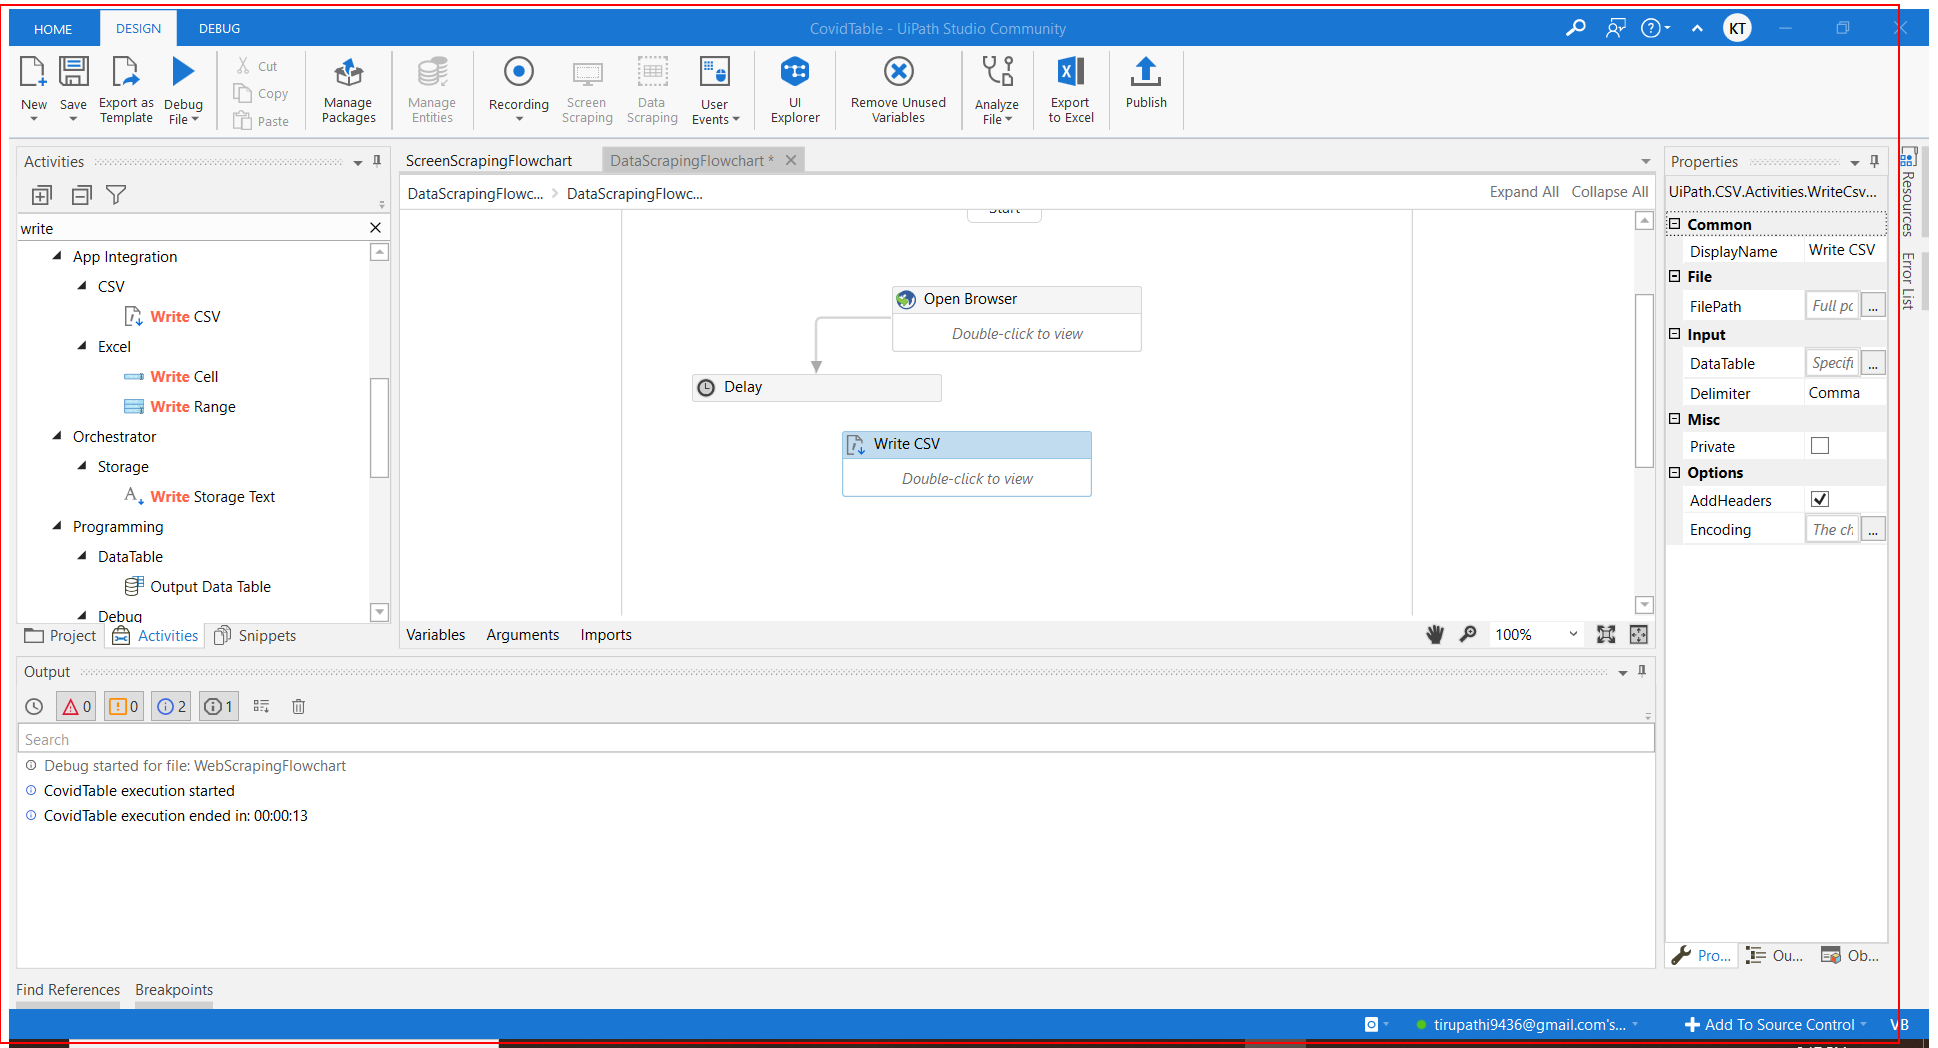 HOME DESIGN DEBUG CovidTable - UiPath Studio Community KT
New Save Export as Template Debug File Cut Copy Paste Manage Packages Manage Entities Recording Screen Scraping Data Scraping User Events UI Explorer Remove Unused Variables Analyze File Export to Excel Publish
Activities
write
App Integration
CSV
Write CSV
Excel
Write Cell
Write Range
Orchestrator
Storage
Write Storage Text
Programming
DataTable
Output Data Table
Debug
Project Activities Snippets
ScreenScrapingFlowchart DataScrapingFlowchart *
DataScrapingFlowc... > DataScrapingFlowc... Expand All Collapse All
Start
Open Browser
Double-click to view
Delay
Write CSV
Double-click to view
Variables Arguments Imports 100%
Properties
UiPath.CSV.Activities.WriteCsv...
Common
DisplayName Write CSV
File
FilePath Full pc ...
Input
DataTable Specifi ...
Delimiter Comma
Misc
Private
Options
AddHeaders
Encoding The ch ...
Pro... Ou... Ob...
Resources
Error List
Output
0 0 2 1
Search
Debug started for file: WebScrapingFlowchart
CovidTable execution started
CovidTable execution ended in: 00:00:13
Find References Breakpoints
tirupathi9436@gmail.com's... Add To Source Control VB